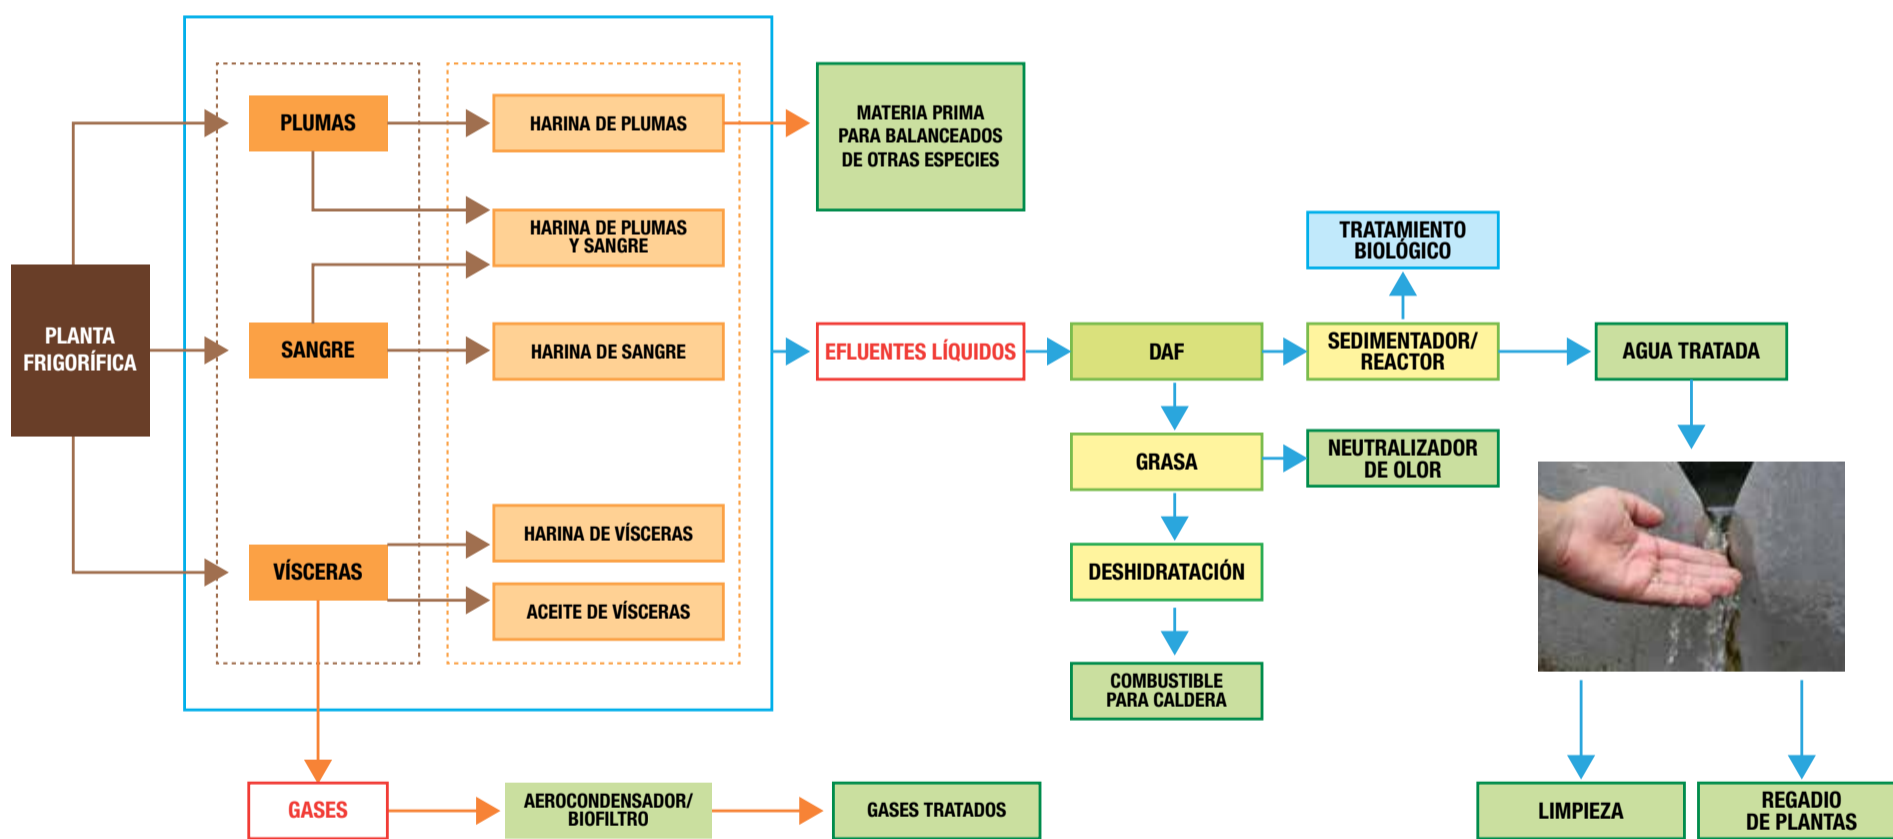 PLANTA
FRIGORÍFICA
PLUMAS
SANGRE
VÍSCERAS
HARINA DE PLUMAS
HARINA DE PLUMAS
Y SANGRE
HARINA DE SANGRE
HARINA DE VÍSCERAS
ACEITE DE VÍSCERAS
MATERIA PRIMA
PARA BALANCEADOS
DE OTRAS ESPECIES
EFLUENTES LÍQUIDOS
DAF
GRASA
DESHIDRATACIÓN
COMBUSTIBLE
PARA CALDERA
TRATAMIENTO
BIOLÓGICO
SEDIMENTADOR/
REACTOR
NEUTRALIZADOR
DE OLOR
AGUA TRATADA
LIMPIEZA
REGADIO
DE PLANTAS
GASES
AEROCONDENSADOR/
BIOFILTRO
GASES TRATADOS